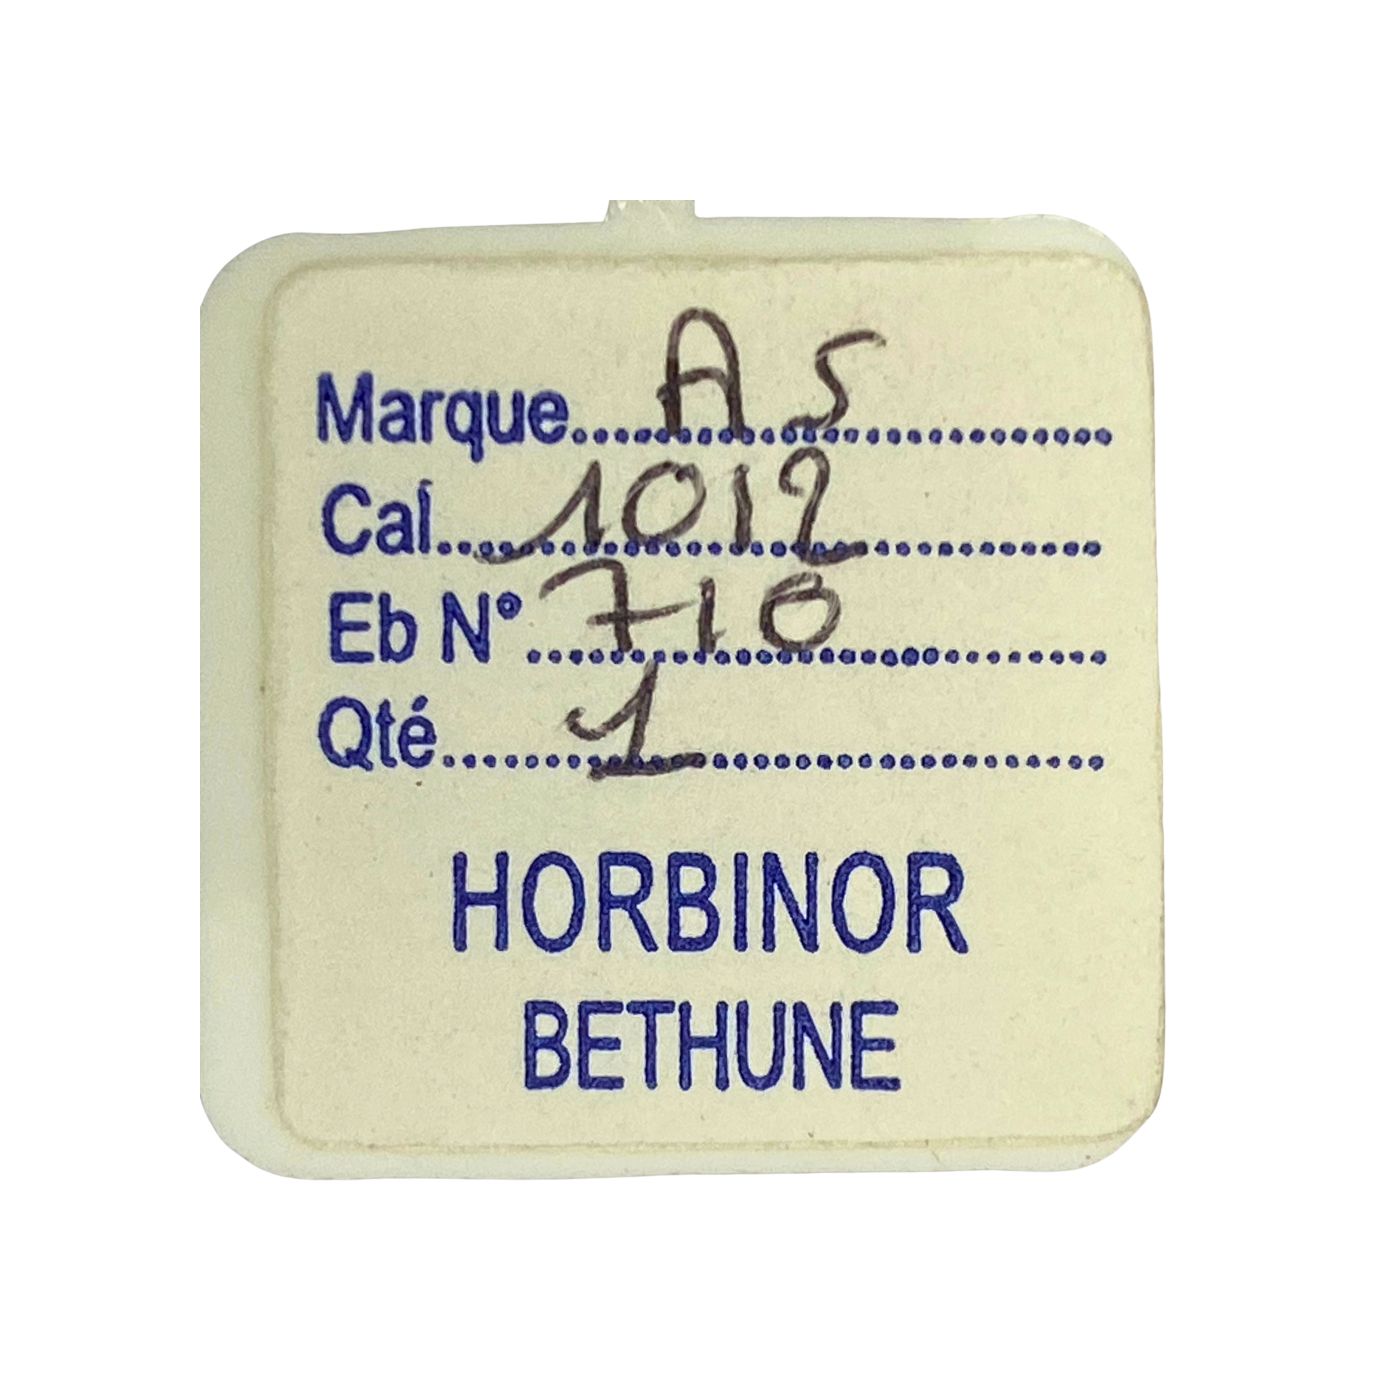 Marque AS
Cal 1012
Eb N° 710
Qté 1
HORBINOR
BETHUNE